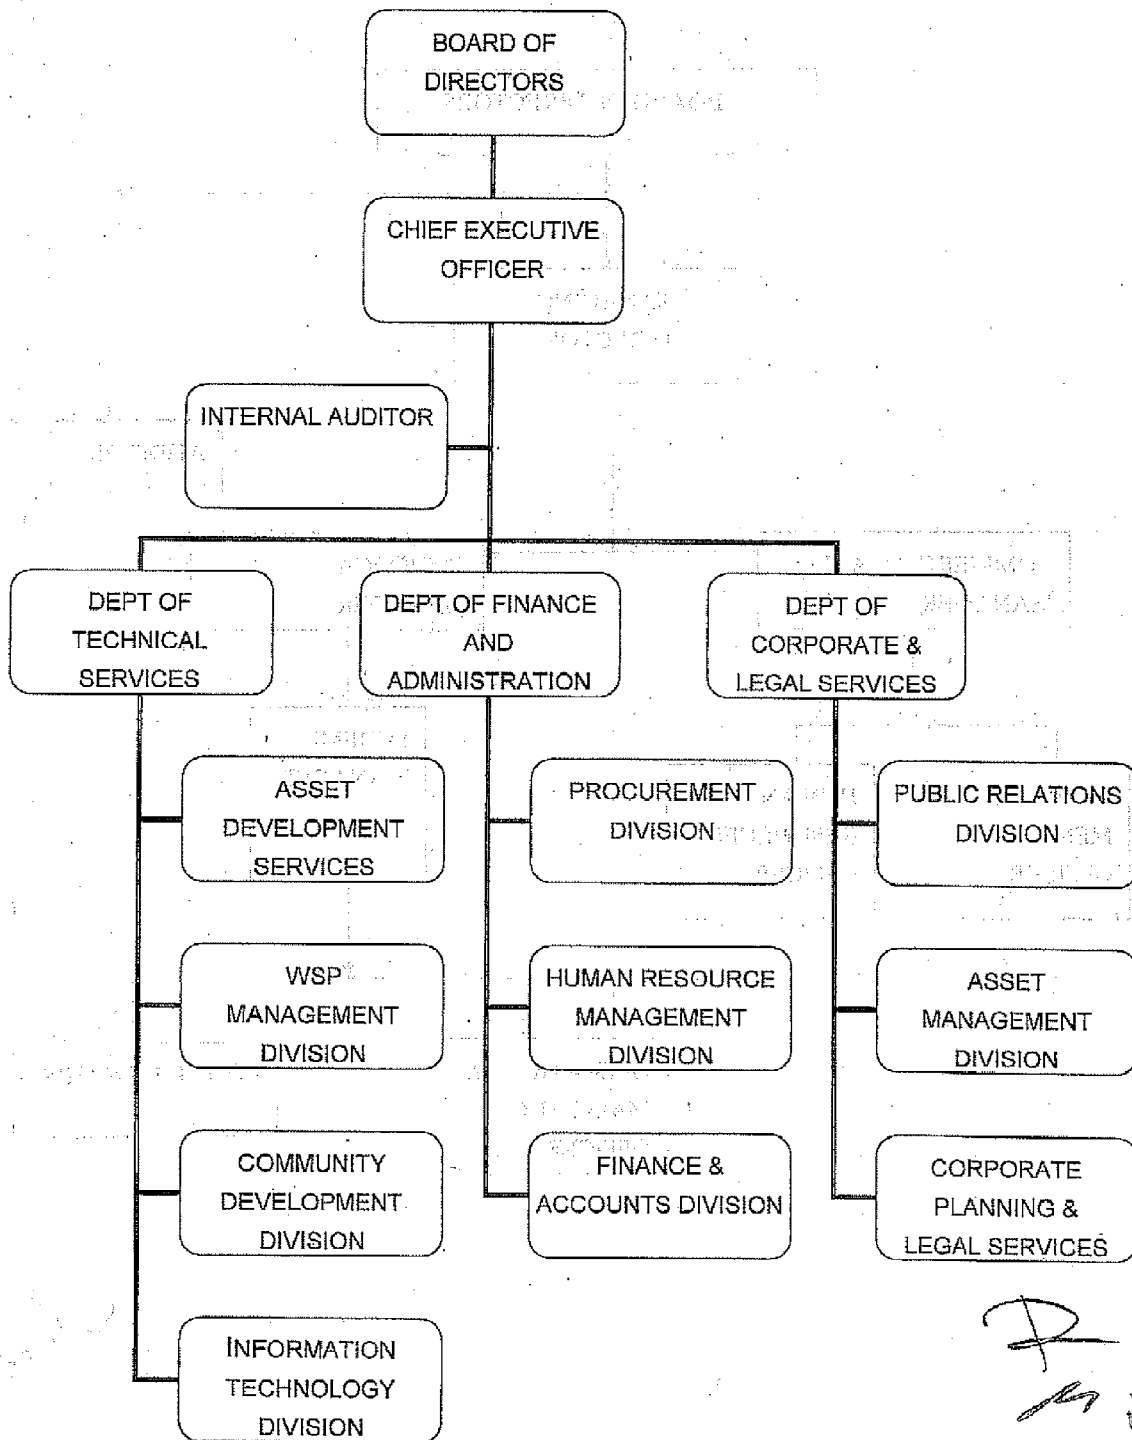 BOARD OF
DIRECTORS
CHIEF EXECUTIVE
OFFICER
INTERNAL AUDITOR
DEPT OF
TECHNICAL
SERVICES
DEPT OF FINANCE
AND
ADMINISTRATION
DEPT OF
CORPORATE &
LEGAL SERVICES
ASSET
DEVELOPMENT
SERVICES
PROCUREMENT
DIVISION
PUBLIC RELATIONS
DIVISION
WSP
MANAGEMENT
DIVISION
HUMAN RESOURCE
MANAGEMENT
DIVISION
ASSET
MANAGEMENT
DIVISION
COMMUNITY
DEVELOPMENT
DIVISION
FINANCE &
ACCOUNTS DIVISION
CORPORATE
PLANNING &
LEGAL SERVICES
INFORMATION
TECHNOLOGY
DIVISION